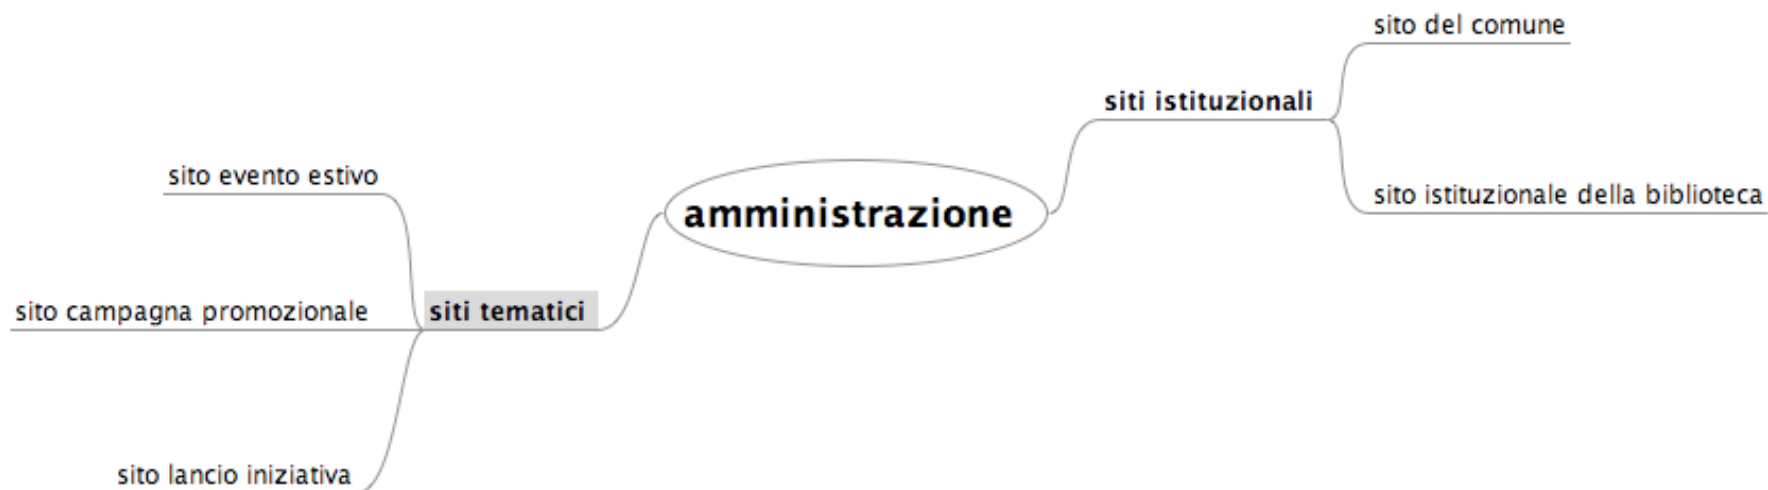 sito del comune
siti istituzionali
sito evento estivo
sito istituzionale della biblioteca
amministrazione
sito campagna promozionale
siti tematici
sito lancio iniziativa